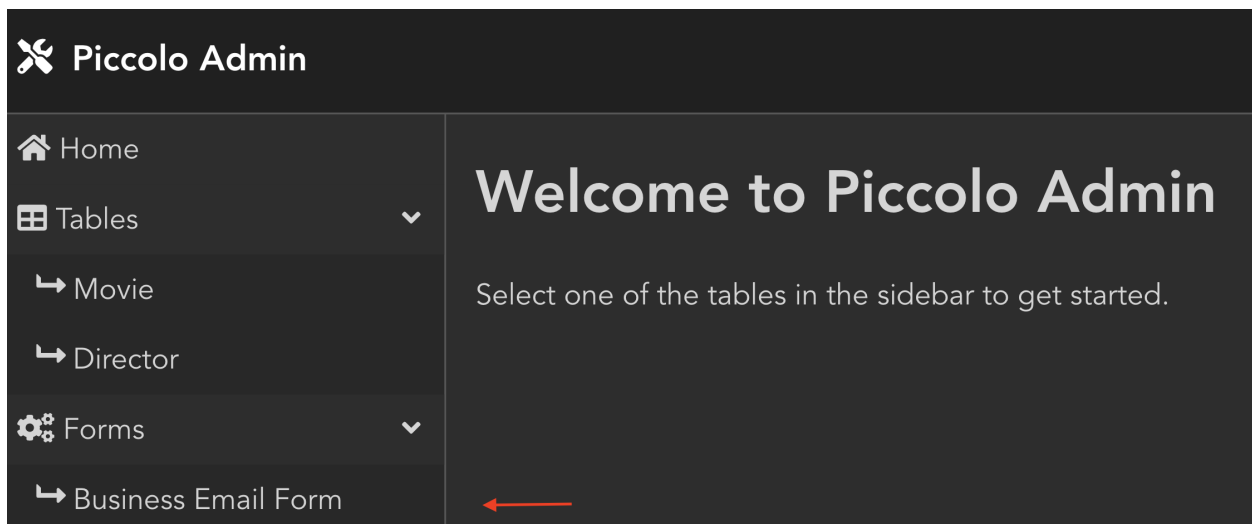 Piccolo Admin
Home
Tables
Movie
Director
Forms
Business Email Form
Welcome to Piccolo Admin
Select one of the tables in the sidebar to get started.